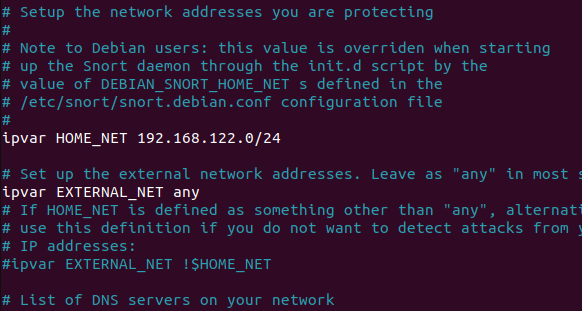 # Setup the network addresses you are protecting
#
# Note to Debian users: this value is overriden when starting
# up the Snort daemon through the init.d script by the
# value of DEBIAN_SNORT_HOME_NET s defined in the
# /etc/snort/snort.debian.conf configuration file
#
ipvar HOME_NET 192.168.122.0/24
# Set up the external network addresses. Leave as "any" in most
ipvar EXTERNAL_NET any
# If HOME_NET is defined as something other than "any",
# use this definition if you do not want to detect attacks from
# IP addresses:
#ipvar EXTERNAL_NET !$HOME_NET
# List of DNS servers on your network